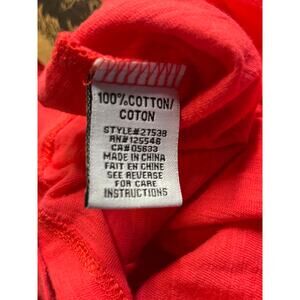 100%COTTON/
COTON
STYLE#27538
RN#125546
CA#05633
MADE IN CHINA
FAIT EN CHINE
SEE REVERSE
FOR CARE
INSTRUCTIONS